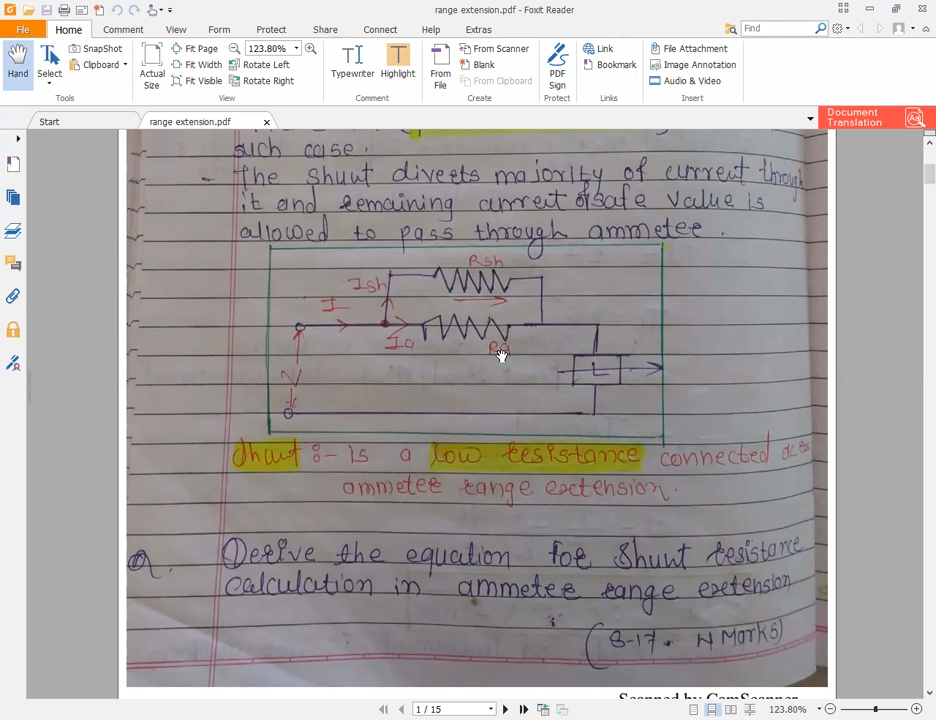 range extension.pdf - Foxit Reader
File Home Comment View Form Protect Share Connect Help Extras Find
Hand Select SnapShot Clipboard Actual Size Fit Page Fit Width Fit Visible 123.80% Rotate Left Rotate Right Typewriter Highlight From File From Scanner Blank From Clipboard PDF Sign Link Bookmark File Attachment Image Annotation Audio & Video
Tools View Comment Create Protect Links Insert
Start range extension.pdf Document Translation
such case.
- The shunt diverts majority of current through
it and remaining current of safe value is
allowed to pass through ammeter.
Rsh
Ish
I
Ia
Ra
V
L
Shunt :- is a low resistance connected
ammeter range extension.
Q. Derive the equation for shunt resistance
calculation in ammeter range extension
(S-17. 4 Marks)
Scanned by CamScanner
1 / 15 123.80%